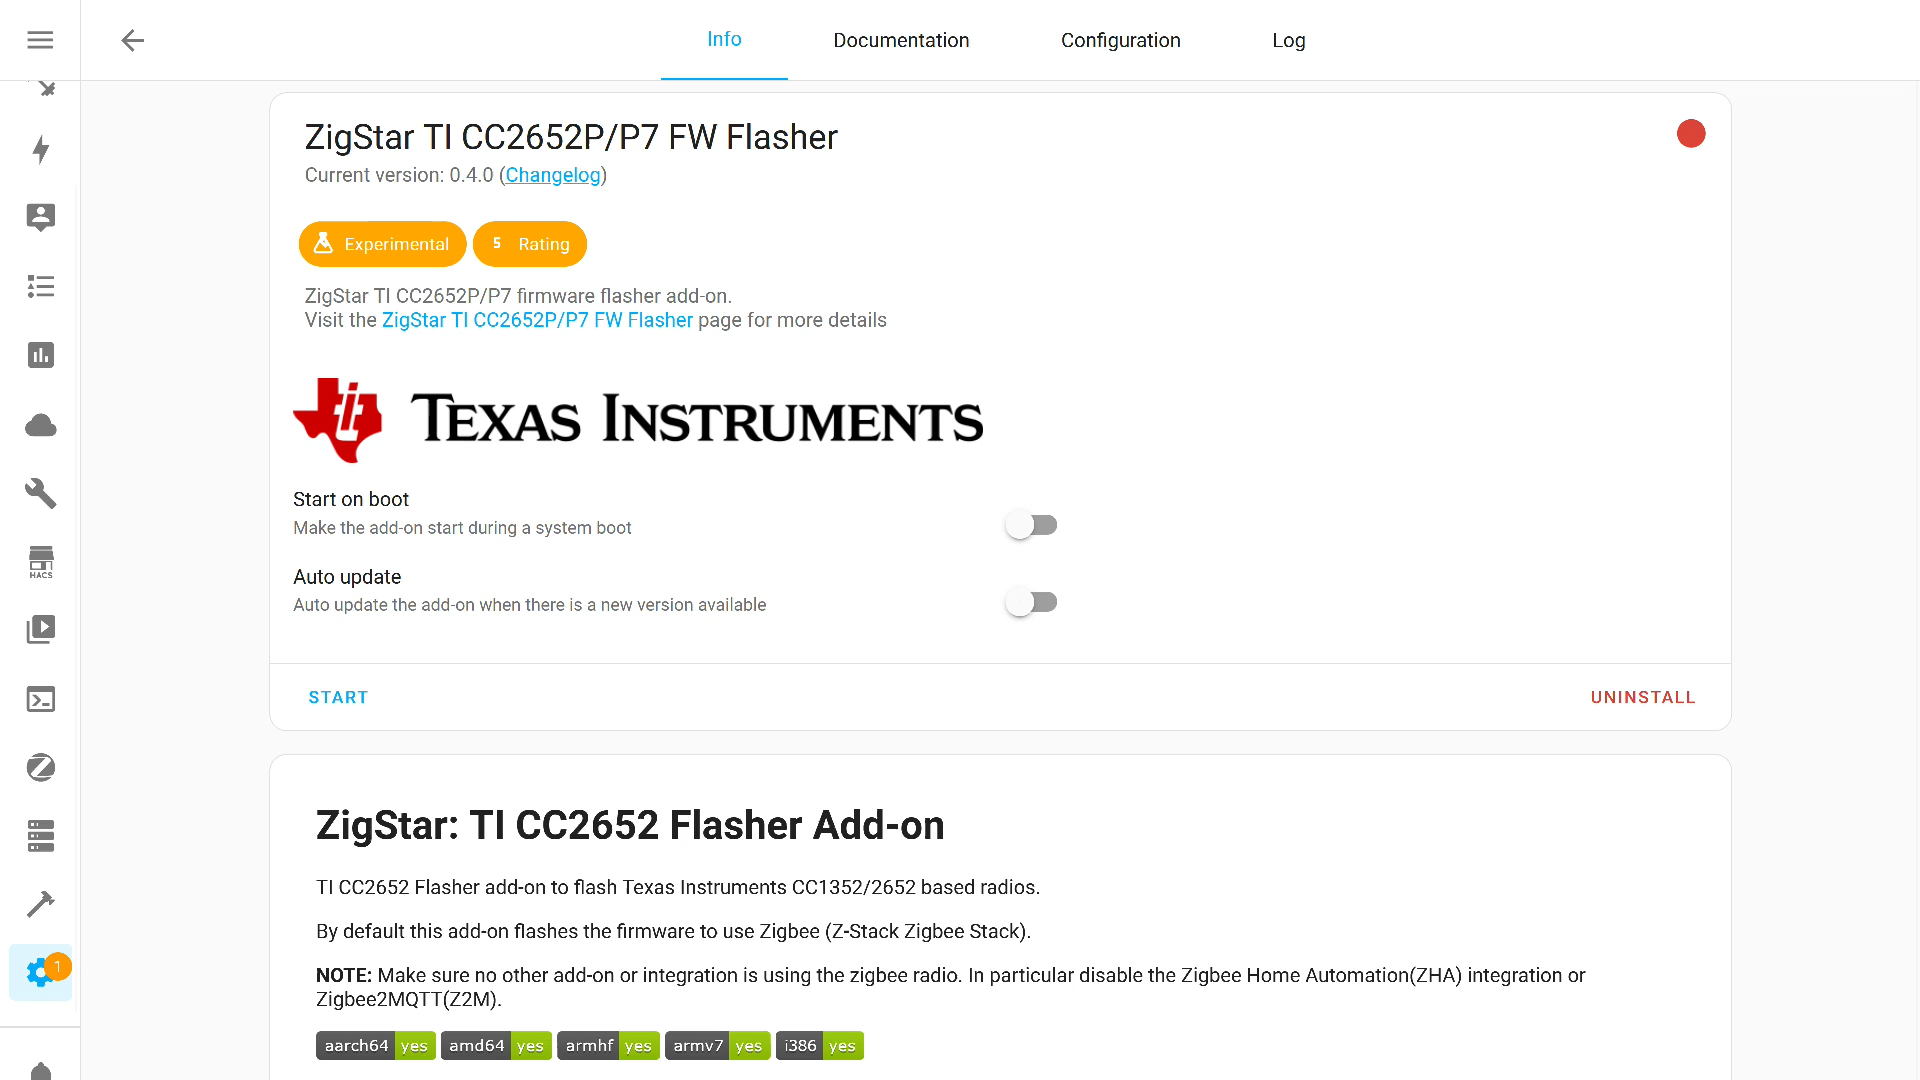 Info
Documentation
Configuration
Log
ZigStar TI CC2652P/P7 FW Flasher
Current version: 0.4.0 (Changelog)
Experimental
5 Rating
ZigStar TI CC2652P/P7 firmware flasher add-on.
Visit the ZigStar TI CC2652P/P7 FW Flasher page for more details
TEXAS INSTRUMENTS
Start on boot
Make the add-on start during a system boot
Auto update
Auto update the add-on when there is a new version available
START
UNINSTALL
HACS
1
ZigStar: TI CC2652 Flasher Add-on
TI CC2652 Flasher add-on to flash Texas Instruments CC1352/2652 based radios.
By default this add-on flashes the firmware to use Zigbee (Z-Stack Zigbee Stack).
NOTE: Make sure no other add-on or integration is using the zigbee radio. In particular disable the Zigbee Home Automation(ZHA) integration or
Zigbee2MQTT(Z2M).
aarch64 yes amd64 yes armhf yes armv7 yes i386 yes